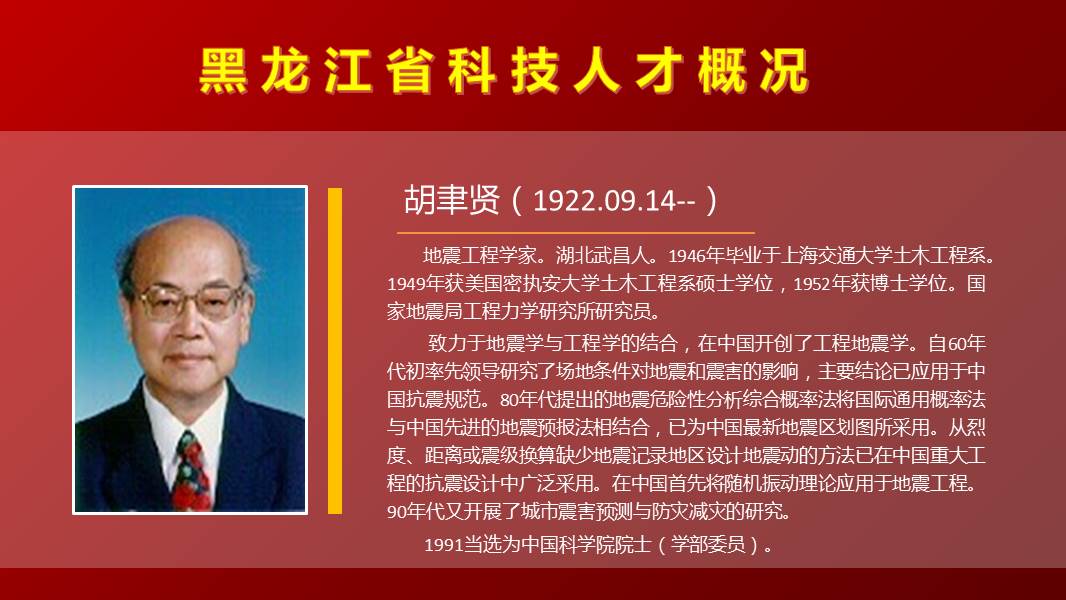 黑龙江省科技人才概况
胡聿贤（1922.09.14--）
地震工程学家。湖北武昌人。1946年毕业于上海交通大学土木工程系。
1949年获美国密执安大学土木工程系硕士学位，1952年获博士学位。国
家地震局工程力学研究所研究员。
致力于地震学与工程学的结合，在中国开创了工程地震学。自60年
代初率先领导研究了场地条件对地震和震害的影响，主要结论已应用于中
国抗震规范。80年代提出的地震危险性分析综合概率法将国际通用概率法
与中国先进的地震预报法相结合，已为中国最新地震区划图所采用。从烈
度、距离或震级换算缺少地震记录地区设计地震动的方法已在中国重大工
程的抗震设计中广泛采用。在中国首先将随机振动理论应用于地震工程。
90年代又开展了城市震害预测与防灾减灾的研究。
1991当选为中国科学院院士（学部委员）。